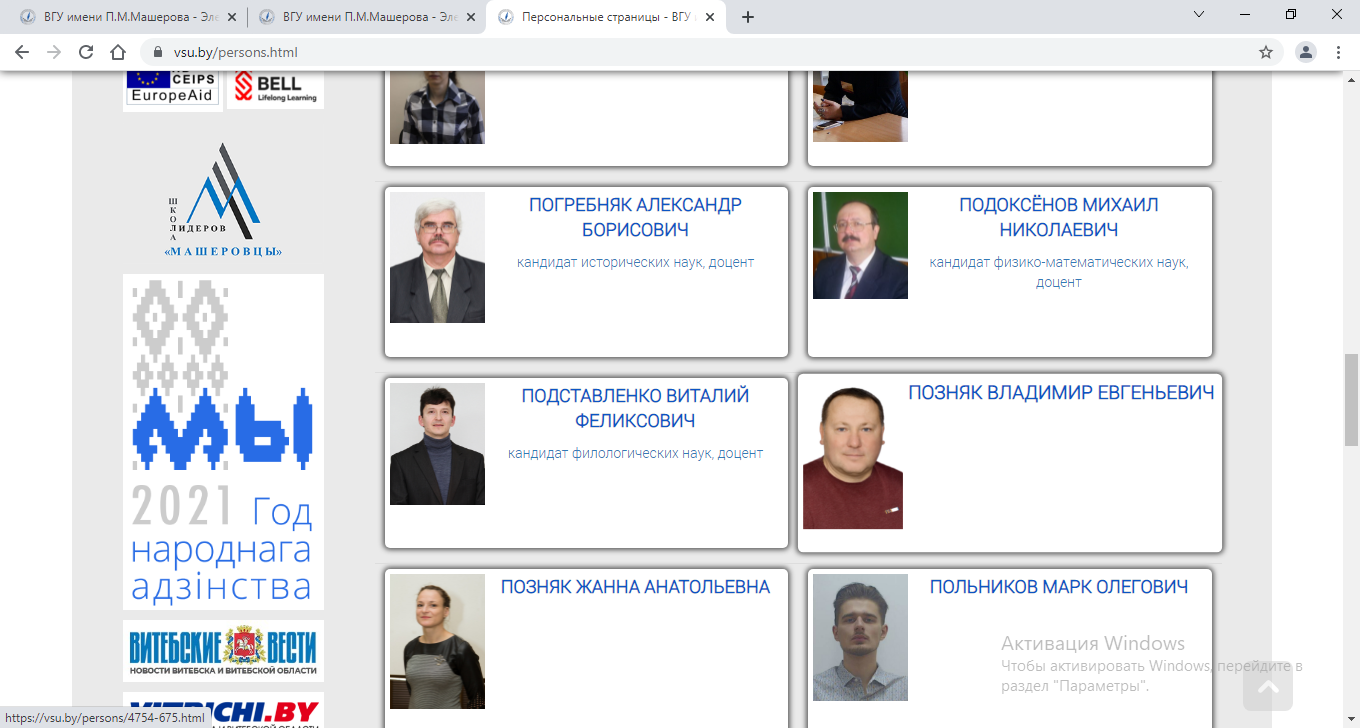 ВГУ имени П.М.Машерова - Эле
ВГУ имени П.М.Машерова - Эле
Персональные страницы - ВГУ
vsu.by/persons.html
CEIPS
EuropeAid
BELL
Lifelong Learning
ШКОЛА
ЛИДЕРОВ
«МАШЕРОВЦЫ»
МЫ
2021 Год
народнага
адзінства
ВИТЕБСКИЕ ВЕСТИ
НОВОСТИ ВИТЕБСКА И ВИТЕБСКОЙ ОБЛАСТИ
VITBICHI.BY
ПОГРЕБНЯК АЛЕКСАНДР
БОРИСОВИЧ
кандидат исторических наук, доцент
ПОДОКСЁНОВ МИХАИЛ
НИКОЛАЕВИЧ
кандидат физико-математических наук,
доцент
ПОДСТАВЛЕНКО ВИТАЛИЙ
ФЕЛИКСОВИЧ
кандидат филологических наук, доцент
ПОЗНЯК ВЛАДИМИР ЕВГЕНЬЕВИЧ
ПОЗНЯК ЖАННА АНАТОЛЬЕВНА
ПОЛЬНИКОВ МАРК ОЛЕГОВИЧ
Активация Windows
Чтобы активировать Windows, перейдите в
раздел "Параметры".
https://vsu.by/persons/4754-675.html